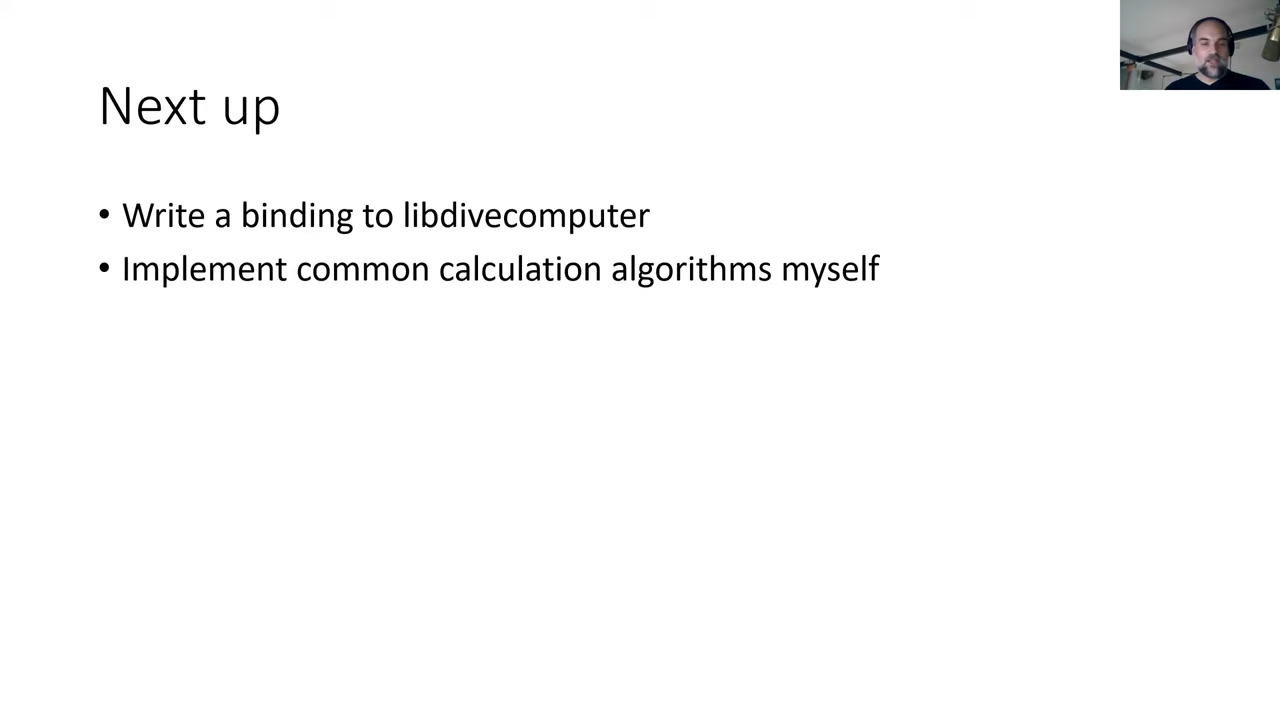 Next up
• Write a binding to libdivecomputer
• Implement common calculation algorithms myself